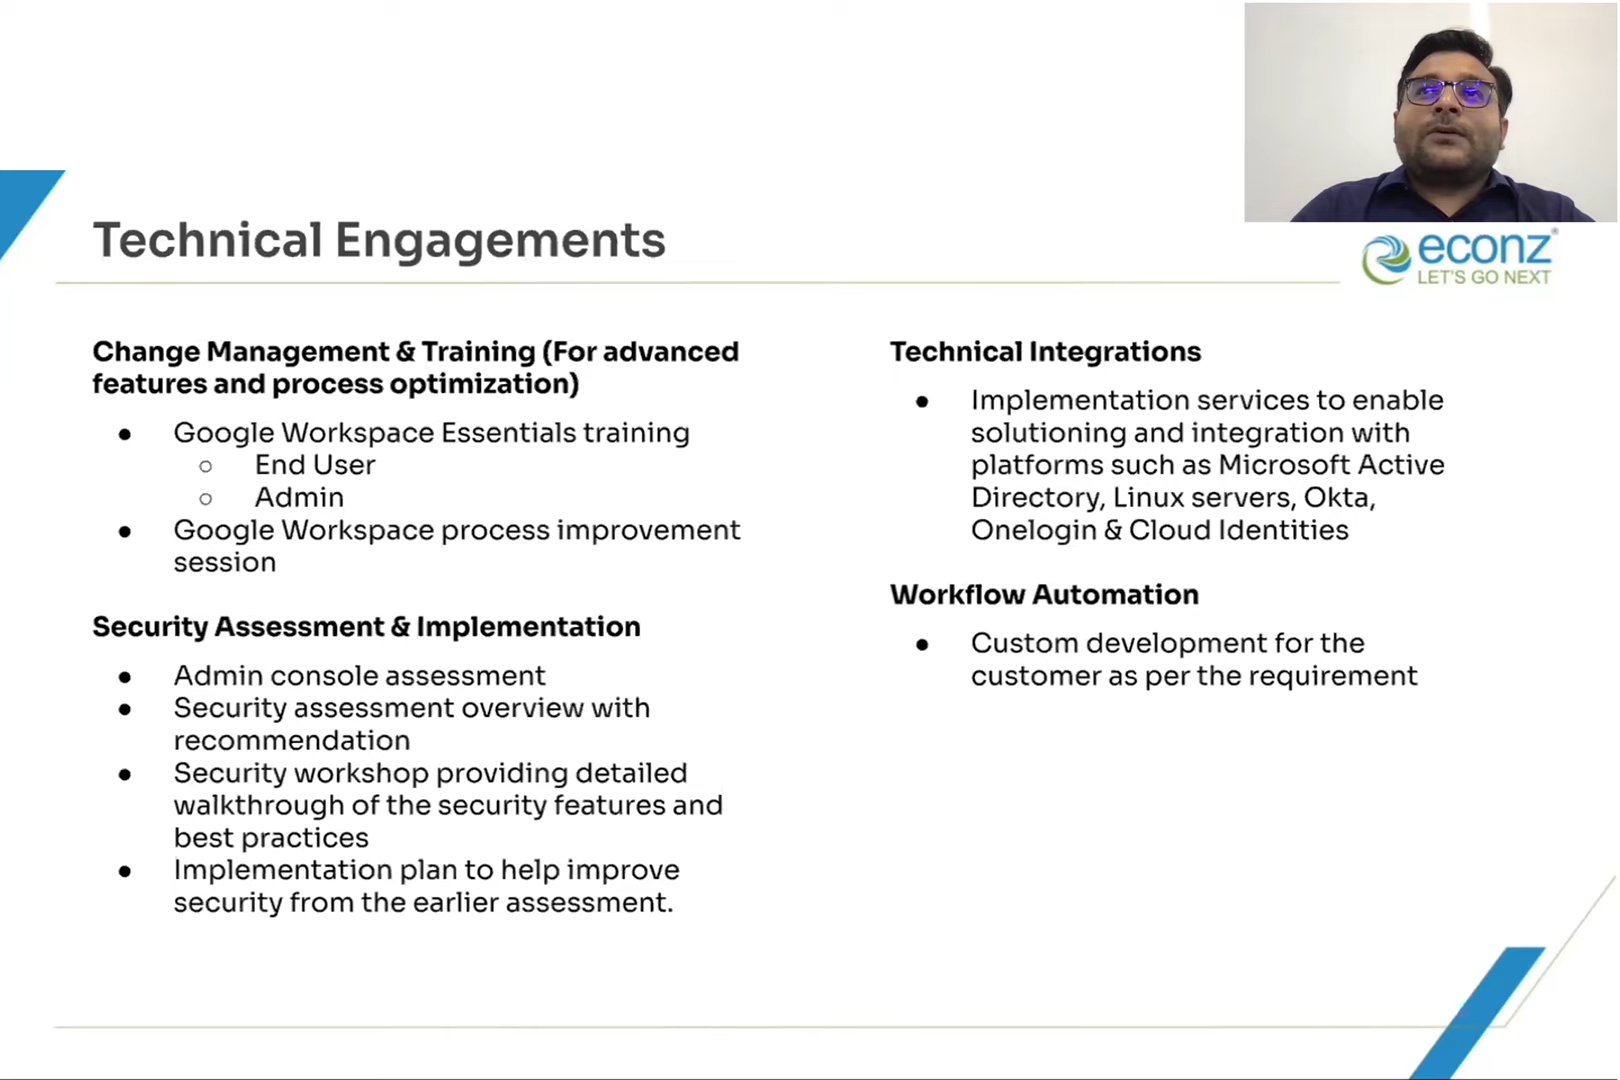 Technical Engagements
econz®
LET'S GO NEXT
Change Management & Training (For advanced
features and process optimization)
● Google Workspace Essentials training
○ End User
○ Admin
● Google Workspace process improvement
session
Security Assessment & Implementation
● Admin console assessment
● Security assessment overview with
recommendation
● Security workshop providing detailed
walkthrough of the security features and
best practices
● Implementation plan to help improve
security from the earlier assessment.
Technical Integrations
● Implementation services to enable
solutioning and integration with
platforms such as Microsoft Active
Directory, Linux servers, Okta,
Onelogin & Cloud Identities
Workflow Automation
● Custom development for the
customer as per the requirement